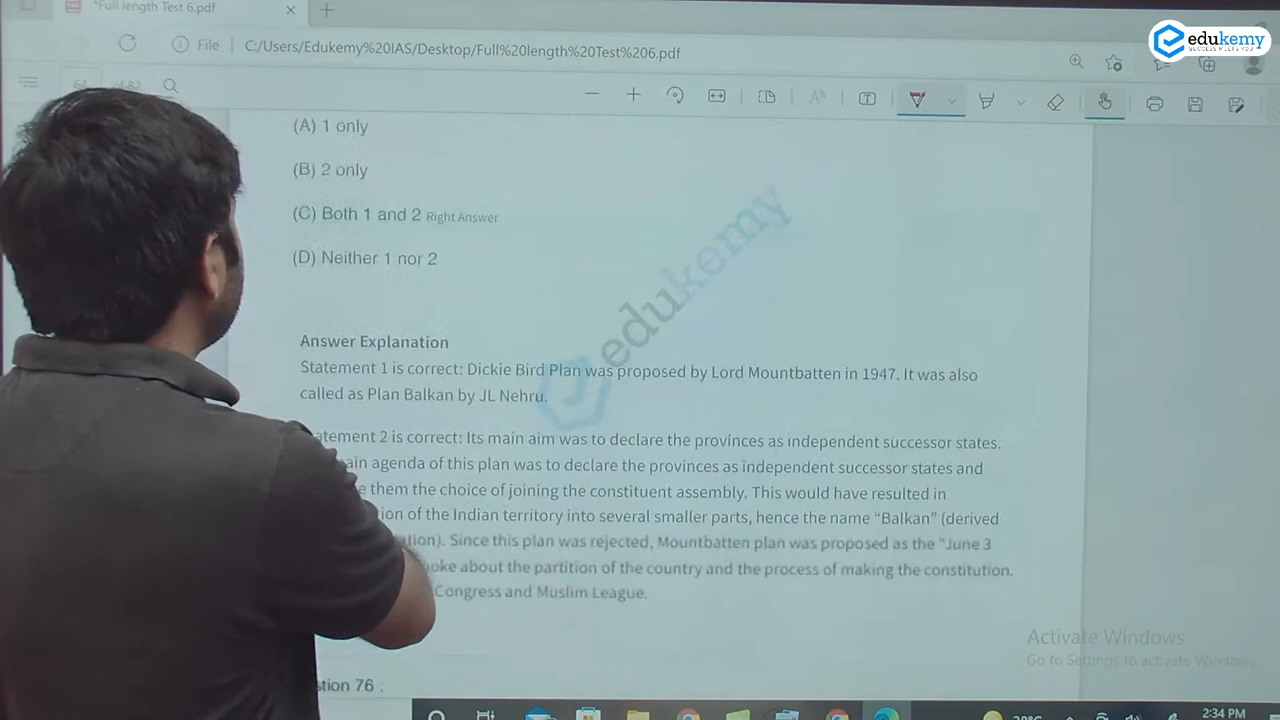 *Full length Test 6.pdf
edukemy
SUCCESS MEETS YOU
File
C:/Users/Edukemy%20IAS/Desktop/Full%20length%20Test%206.pdf
64 of 82
(A) 1 only
(B) 2 only
(C) Both 1 and 2 Right Answer
(D) Neither 1 nor 2
edukemy
Answer Explanation
Statement 1 is correct: Dickie Bird Plan was proposed by Lord Mountbatten in 1947. It was also
called as Plan Balkan by JL Nehru.
2 is correct: Its main aim was to declare the provinces as independent successor states.
agenda of this plan was to declare the provinces as independent successor states and
them the choice of joining the constituent assembly. This would have resulted in
of the Indian territory into several smaller parts, hence the name “Balkan” (derived
Since this plan was rejected, Mountbatten plan was proposed as the “June 3
about the partition of the country and the process of making the constitution.
Congress and Muslim League.
Activate Windows
Go to Settings to activate Windows.
76 :
2:34 PM